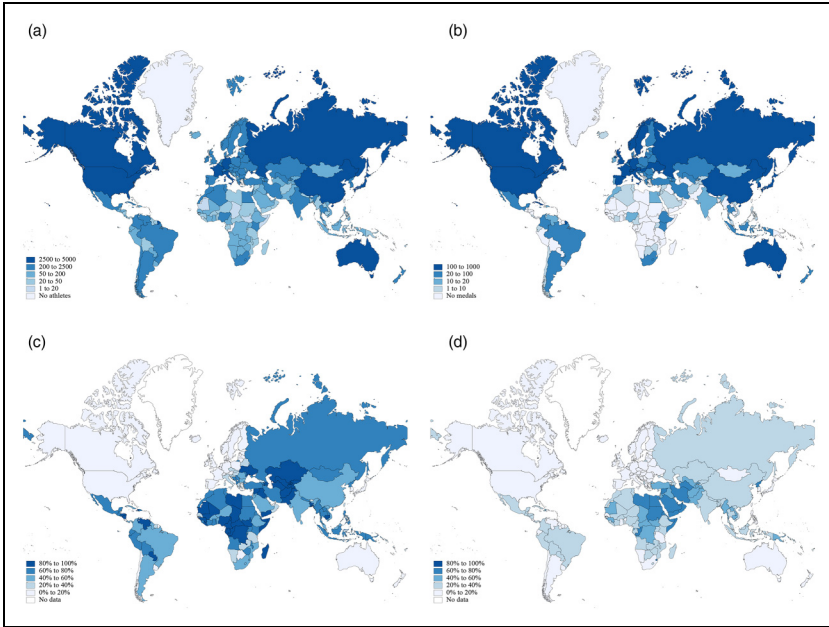 (a)
(b)
2500 to 5000
200 to 2500
50 to 200
20 to 50
1 to 20
No athletes
100 to 1000
20 to 100
10 to 20
1 to 10
No medals
(c)
(d)
80% to 100%
60% to 80%
40% to 60%
20% to 40%
0% to 20%
No data
80% to 100%
60% to 80%
40% to 60%
20% to 40%
0% to 20%
No data